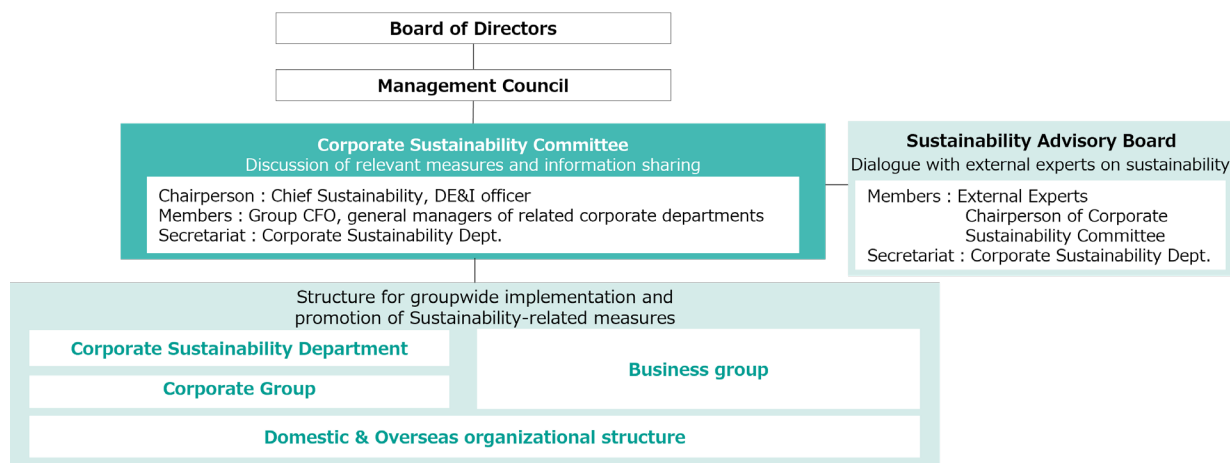 Board of Directors
Management Council
Corporate Sustainability Committee
Discussion of relevant measures and information sharing
Chairperson : Chief Sustainability, DE&I officer
Members : Group CFO, general managers of related corporate departments
Secretariat : Corporate Sustainability Dept.
Sustainability Advisory Board
Dialogue with external experts on sustainability
Members : External Experts
Chairperson of Corporate
Sustainability Committee
Secretariat : Corporate Sustainability Dept.
Structure for groupwide implementation and
promotion of Sustainability-related measures
Corporate Sustainability Department
Corporate Group
Business group
Domestic & Overseas organizational structure